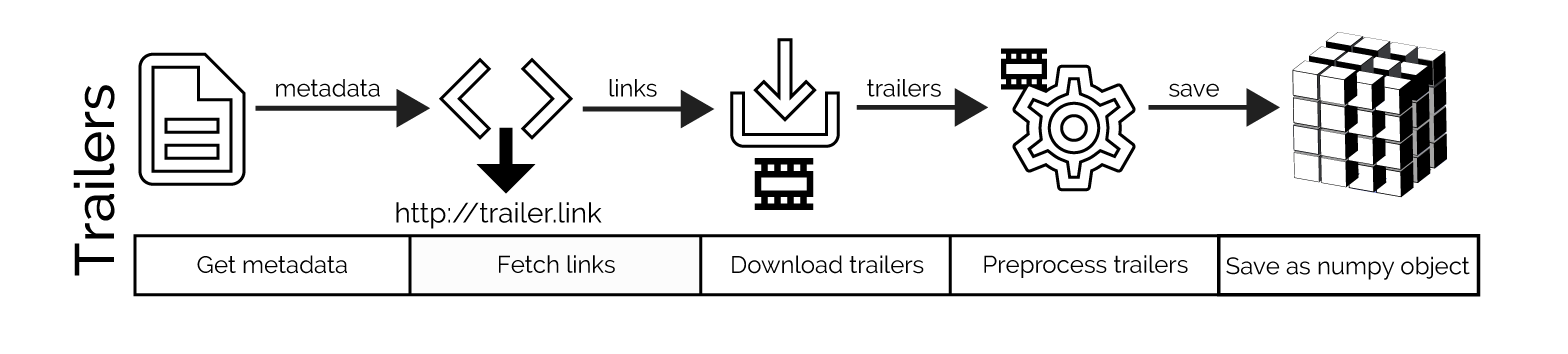 Trailers
metadata
links
trailers
save
http://trailer.link
Get metadata
Fetch links
Download trailers
Preprocess trailers
Save as numpy object